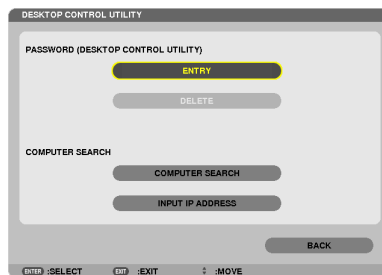 DESKTOP CONTROL UTILITY
PASSWORD (DESKTOP CONTROL UTILITY)
ENTRY
DELETE
COMPUTER SEARCH
COMPUTER SEARCH
INPUT IP ADDRESS
BACK
ENTER :SELECT EXIT :EXIT :MOVE